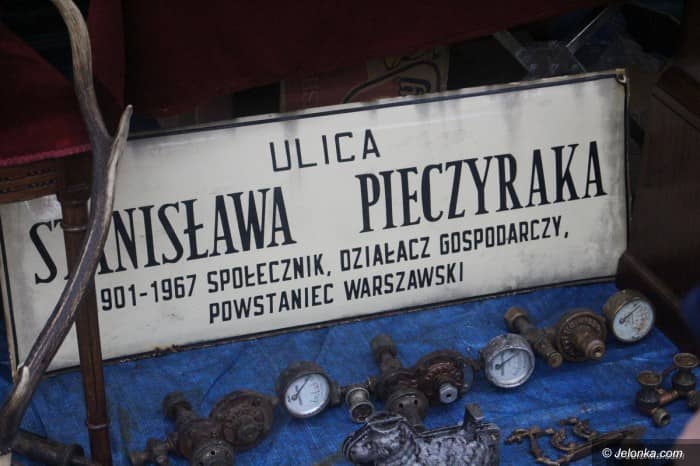 ULICA
STANISŁAWA PIECZYRAKA
901-1967 SPOŁECZNIK, DZIAŁACZ GOSPODARCZY,
POWSTANIEC WARSZAWSKI
© Jelonka.com